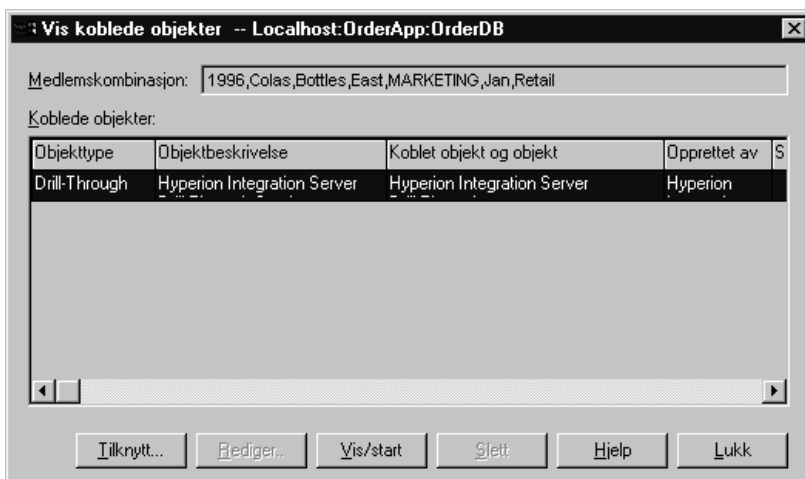 Vis koblede objekter -- Localhost:OrderApp:OrderDB
Medlemskombinasjon: 1996,Colas,Bottles,East,MARKETING,Jan,Retail
Koblede objekter:
Objekttype Objektbeskrivelse Koblet objekt og objekt Opprettet av S
Drill-Through Hyperion Integration Server Hyperion Integration Server Hyperion
Tilknytt... Rediger.. Vis/start Slett Hjelp Lukk